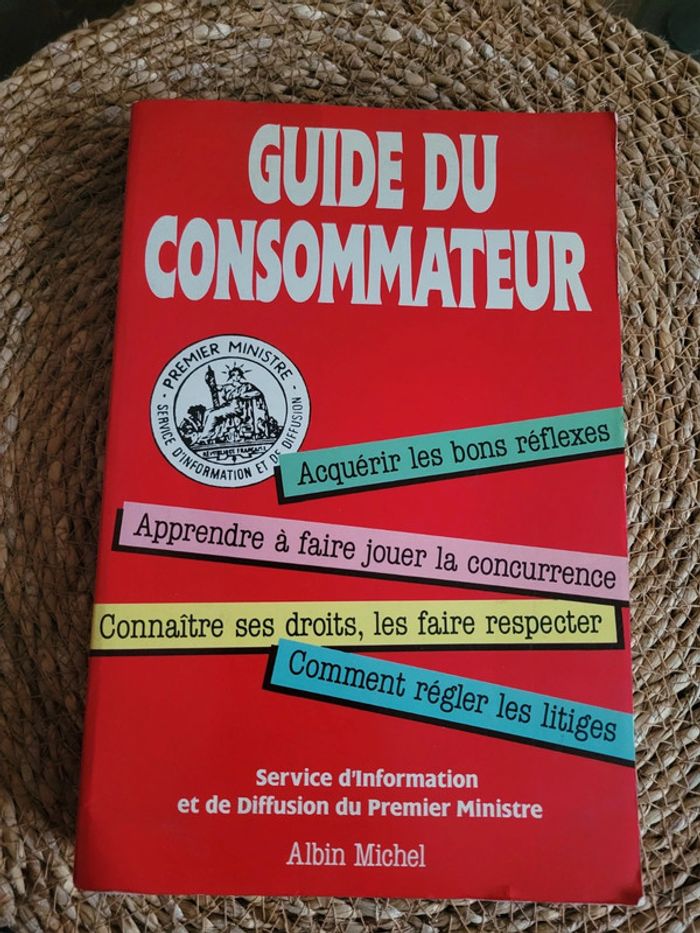 GUIDE DU
CONSOMMATEUR
- PREMIER MINISTRE -
SERVICE D'INFORMATION ET DE DIFFUSION
RÉPUBLIQUE FRANÇAISE
Acquérir les bons réflexes
Apprendre à faire jouer la concurrence
Connaître ses droits, les faire respecter
Comment régler les litiges
Service d'Information
et de Diffusion du Premier Ministre
Albin Michel